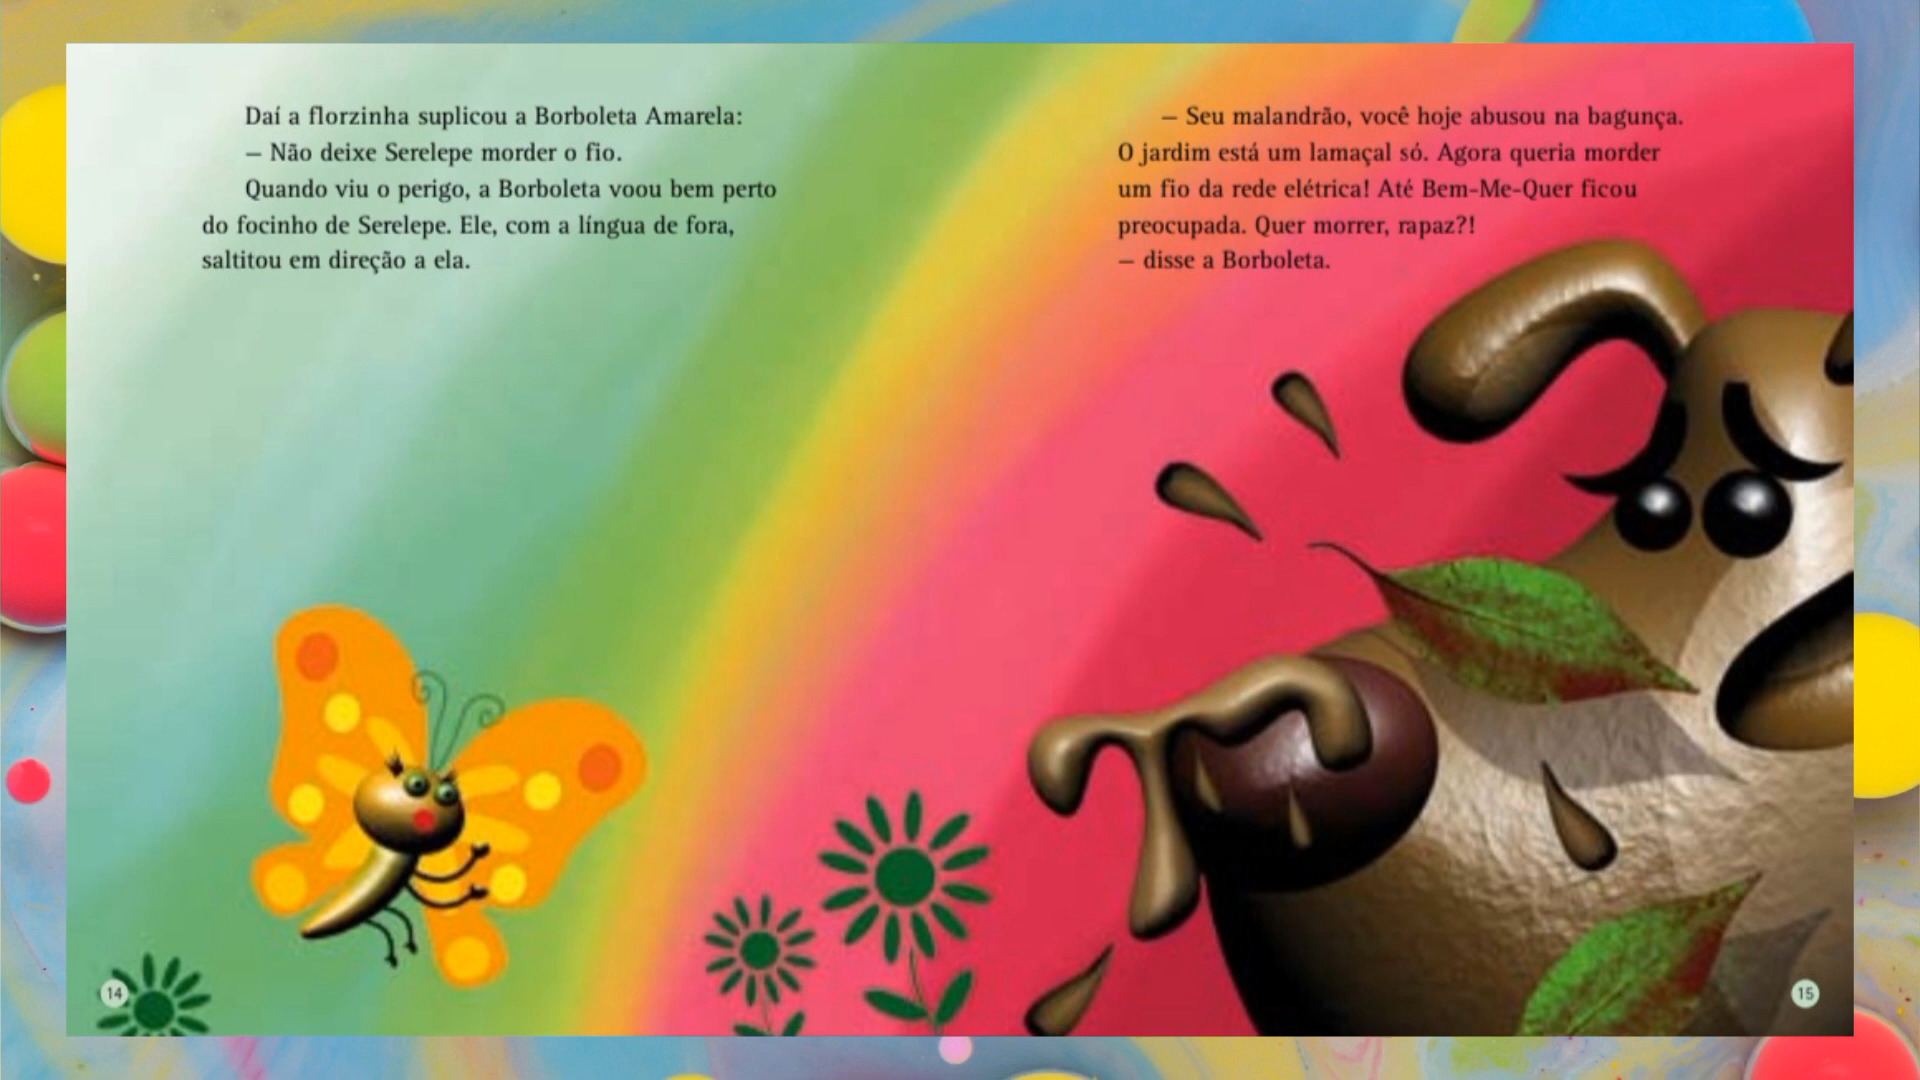 Daí a florzinha suplicou a Borboleta Amarela:
– Não deixe Serelepe morder o fio.
Quando viu o perigo, a Borboleta voou bem perto
do focinho de Serelepe. Ele, com a língua de fora,
saltitou em direção a ela.
– Seu malandrão, você hoje abusou na bagunça.
O jardim está um lamaçal só. Agora queria morder
um fio da rede elétrica! Até Bem-Me-Quer ficou
preocupada. Quer morrer, rapaz?!
– disse a Borboleta.
14
15